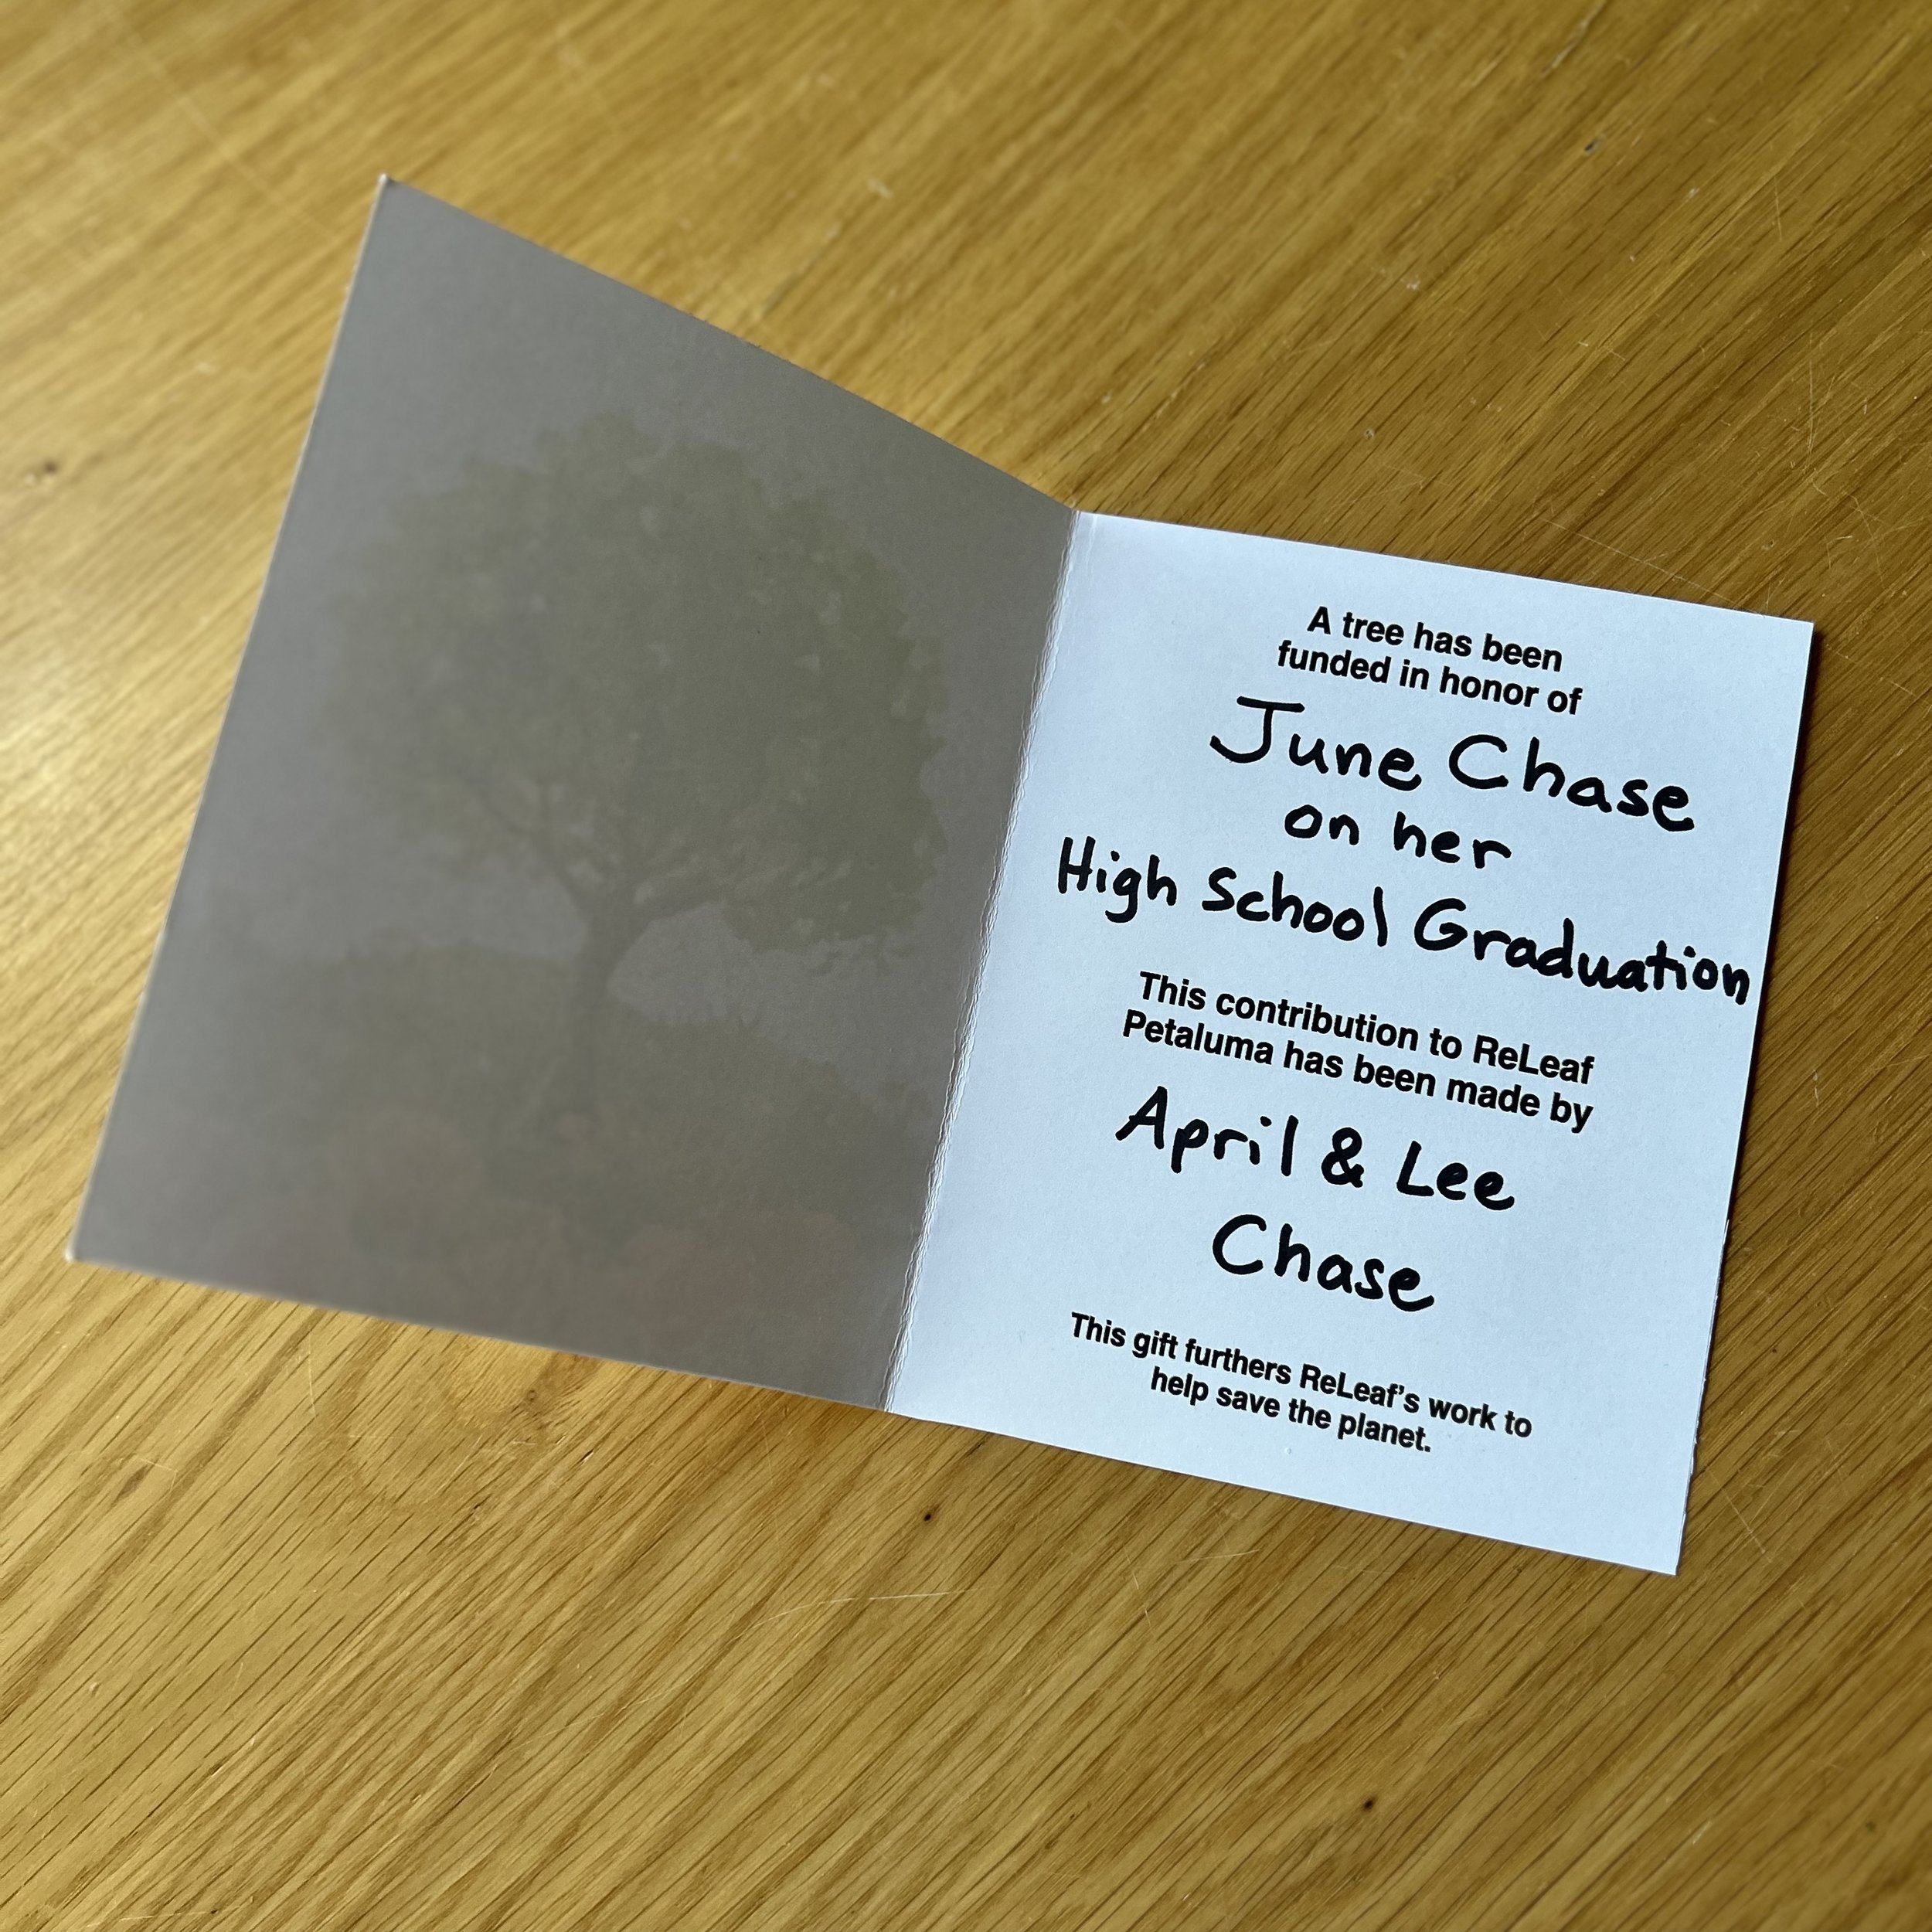 A tree has been
funded in honor of
June Chase
on her
High School Graduation
This contribution to ReLeaf
Petaluma has been made by
April & Lee
Chase
This gift furthers ReLeaf's work to
help save the planet.